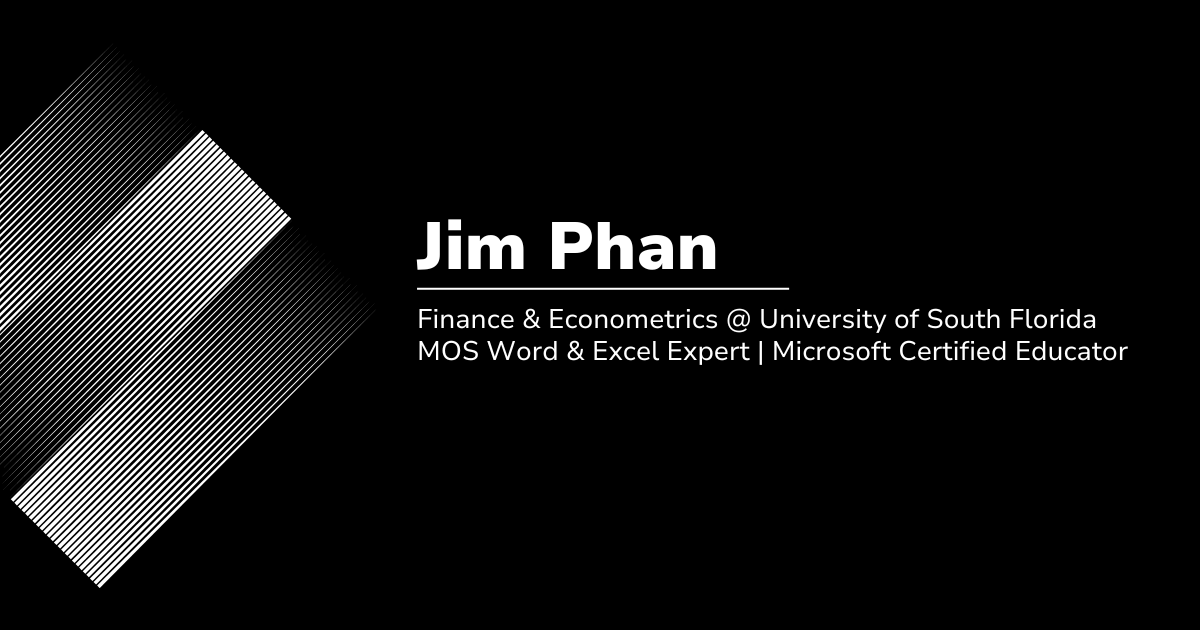 Jim Phan
Finance & Econometrics @ University of South Florida
MOS Word & Excel Expert | Microsoft Certified Educator